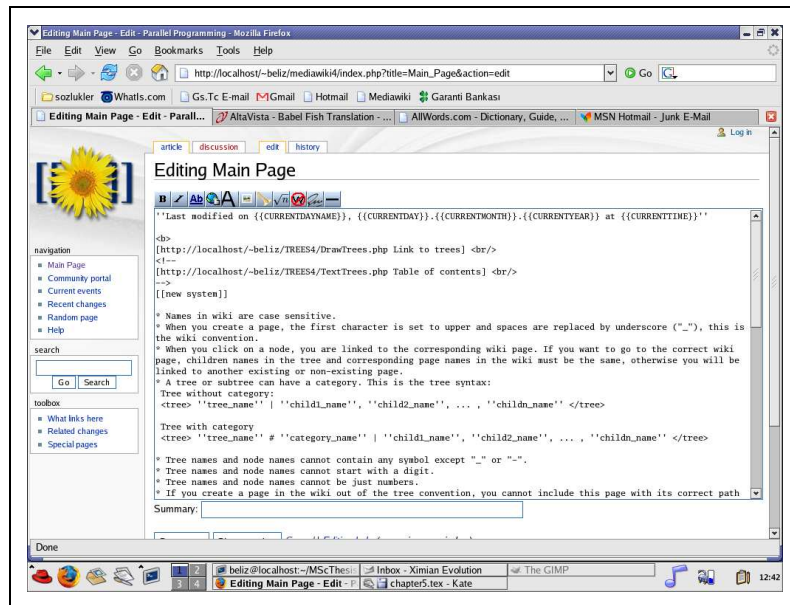 Editing Main Page - Edit - Parallel Programming - Mozilla Firefox
File Edit View Go Bookmarks Tools Help
http://localhost/~beliz/mediawiki4/index.php?title=Main_Page&action=edit Go
sozlukler WhatIs.com Gs.Tc E-mail Gmail Hotmail Mediawiki Garanti Bankası
Editing Main Page - Edit - Parall... AltaVista - Babel Fish Translation - ... AllWords.com - Dictionary, Guide, ... MSN Hotmail - Junk E-Mail
Log in
article discussion edit history
Editing Main Page
B I Ab A √n
''Last modified on {{CURRENTDAYNAME}}, {{CURRENTDAY}}.{{CURRENTMONTH}}.{{CURRENTYEAR}} at {{CURRENTTIME}}''
<b>
[http://localhost/~beliz/TREES4/DrawTrees.php Link to trees] <br/>
<!--
[http://localhost/~beliz/TREES4/TextTrees.php Table of contents] <br/>
-->
[[new system]]
* Names in wiki are case sensitive.
* When you create a page, the first character is set to upper and spaces are replaced by underscore ("_"), this is
the wiki convention.
* When you click on a node, you are linked to the corresponding wiki page. If you want to go to the correct wiki
page, children names in the tree and corresponding page names in the wiki must be the same, otherwise you will be
linked to another existing or non-existing page.
* A tree or subtree can have a category. This is the tree syntax:
Tree without category:
<tree> ''tree_name'' | ''child1_name'', ''child2_name'', ... , ''childn_name'' </tree>
Tree with category
<tree> ''tree_name'' # ''category_name'' | ''child1_name'', ''child2_name'', ... , ''childn_name'' </tree>
* Tree names and node names cannot contain any symbol except "_" or "-".
* Tree names and node names cannot start with a digit.
* Tree names and node names cannot be just numbers.
* If you create a page in the wiki out of the tree convention, you cannot include this page with its correct path
Summary:
navigation
Main Page
Community portal
Current events
Recent changes
Random page
Help
search
Go Search
toolbox
What links here
Related changes
Special pages
Done
1 2 beliz@localhost:~/MScThesis Inbox - Ximian Evolution The GIMP
3 4 Editing Main Page - Edit - P chapter5.tex - Kate
12:42